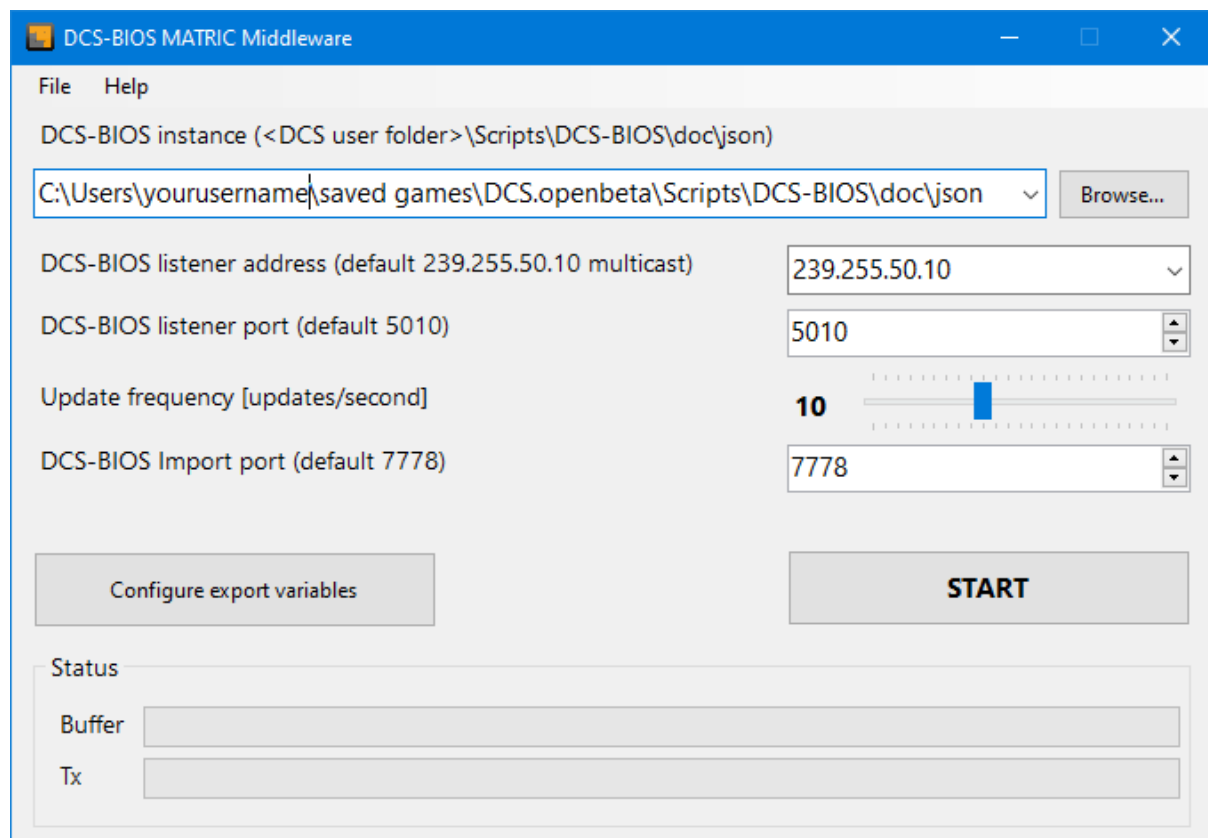 DCS-BIOS MATRIC Middleware
File Help
DCS-BIOS instance (<DCS user folder>\Scripts\DCS-BIOS\doc\json)
C:\Users\yourusername\saved games\DCS.openbeta\Scripts\DCS-BIOS\doc\json Browse...
DCS-BIOS listener address (default 239.255.50.10 multicast) 239.255.50.10
DCS-BIOS listener port (default 5010) 5010
Update frequency [updates/second] 10
DCS-BIOS Import port (default 7778) 7778
Configure export variables START
Status
Buffer
Tx